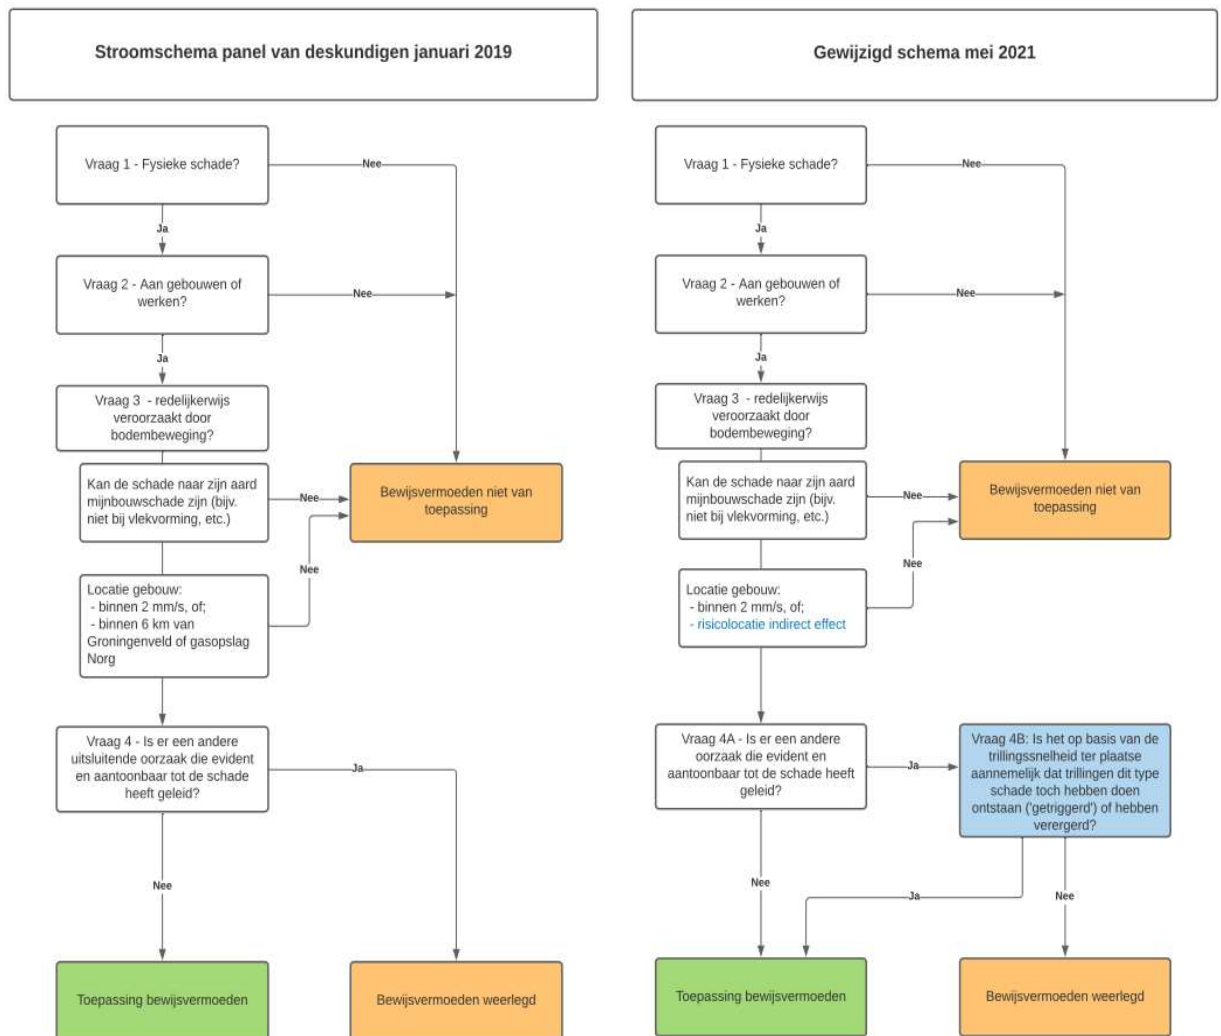 Stroomschema panel van deskundigen januari 2019
Vraag 1 - Fysieke schade?
Nee
Ja
Vraag 2 - Aan gebouwen of
werken?
Nee
Ja
Vraag 3  - redelijkerwijs
veroorzaakt door
bodembeweging?
Kan de schade naar zijn aard
mijnbouwschade zijn (bijv.
niet bij vlekvorming, etc.)
Nee
Bewijsvermoeden niet van
toepassing
Nee
Locatie gebouw:
- binnen 2 mm/s, of;
- binnen 6 km van
Groningenveld of gasopslag
Norg
Vraag 4 - Is er een andere
uitsluitende oorzaak die evident
en aantoonbaar tot de schade
heeft geleid?
Ja
Nee
Toepassing bewijsvermoeden
Bewijsvermoeden weerlegd
Gewijzigd schema mei 2021
Vraag 1 - Fysieke schade?
Nee
Ja
Vraag 2 - Aan gebouwen of
werken?
Nee
Ja
Vraag 3  - redelijkerwijs
veroorzaakt door
bodembeweging?
Kan de schade naar zijn aard
mijnbouwschade zijn (bijv.
niet bij vlekvorming, etc.)
Nee
Bewijsvermoeden niet van
toepassing
Nee
Locatie gebouw:
- binnen 2 mm/s, of;
- risicolocatie indirect effect
Vraag 4A - Is er een andere
oorzaak die evident en
aantoonbaar tot de schade heeft
geleid?
Ja
Vraag 4B: Is het op basis van de
trillingssnelheid ter plaatse
aannemelijk dat trillingen dit type
schade toch hebben doen
ontstaan ('getriggerd') of hebben
verergerd?
Nee
Ja
Nee
Toepassing bewijsvermoeden
Bewijsvermoeden weerlegd